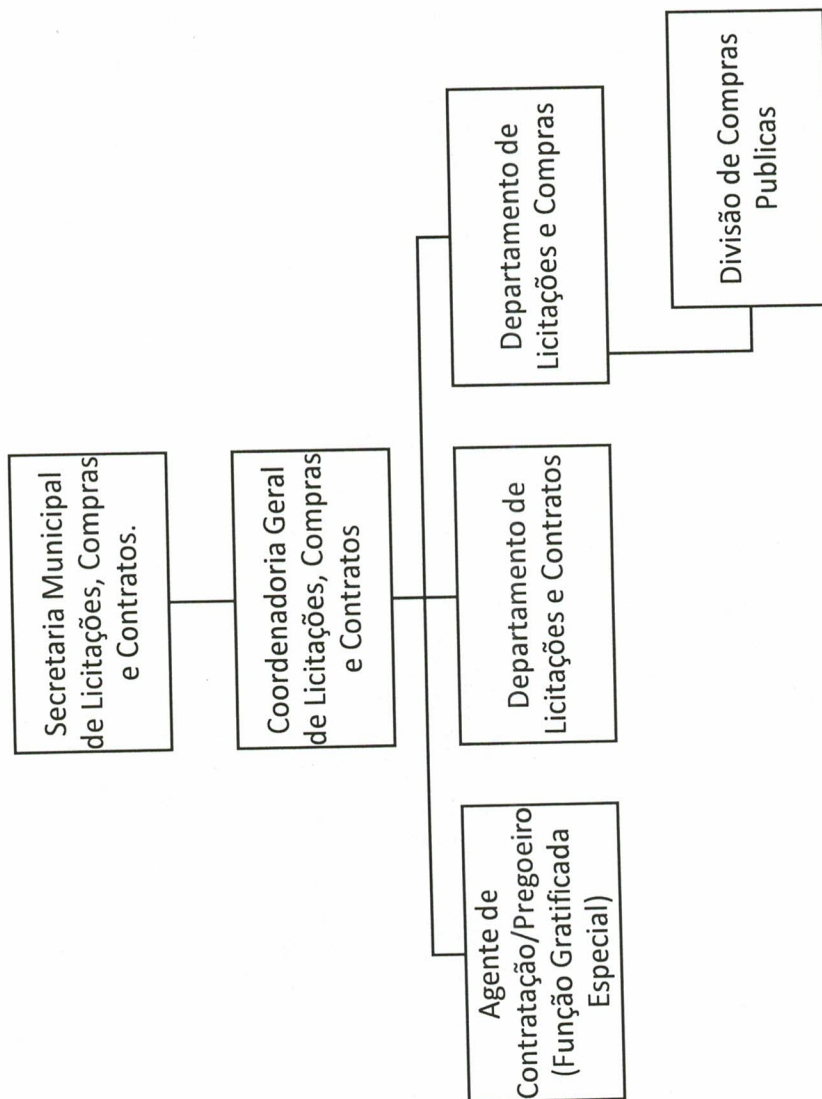 Secretaria Municipal
de Licitações, Compras
e Contratos.
Coordenadoria Geral
de Licitações, Compras
e Contratos
Agente de
Contratação/Pregoeiro
(Função Gratificada
Especial)
Departamento de
Licitações e Contratos
Departamento de
Licitações e Compras
Divisão de Compras
Publicas